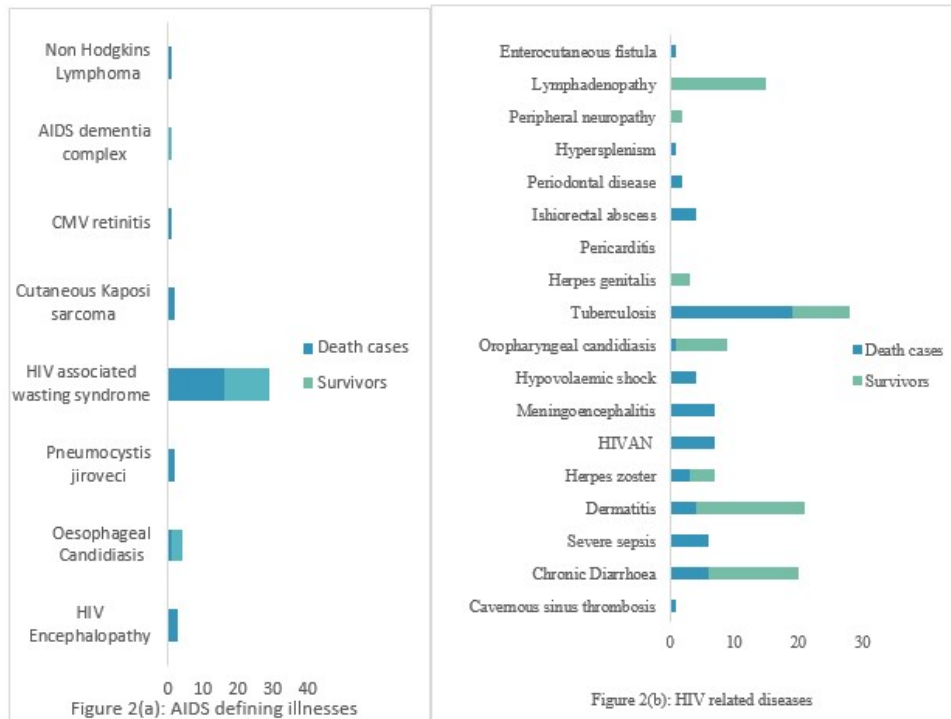 Non Hodgkins
Lymphoma
AIDS dementia
complex
CMV retinitis
Cutaneous Kaposi
sarcoma
HIV associated
wasting syndrome
Pneumocystis
jiroveci
Oesophageal
Candidiasis
HIV
Encephalopathy
0 10 20 30 40
Death cases
Survivors
Figure 2(a): AIDS defining illnesses
Enterocutaneous fistula
Lymphadenopathy
Peripheral neuropathy
Hypersplenism
Periodontal disease
Ishiorectal abscess
Pericarditis
Herpes genitalis
Tuberculosis
Oropharyngeal candidiasis
Hypovolaemic shock
Meningoencephalitis
HIVAN
Herpes zoster
Dermatitis
Severe sepsis
Chronic Diarrhoea
Cavernous sinus thrombosis
0 10 20 30
Death cases
Survivors
Figure 2(b): HIV related diseases